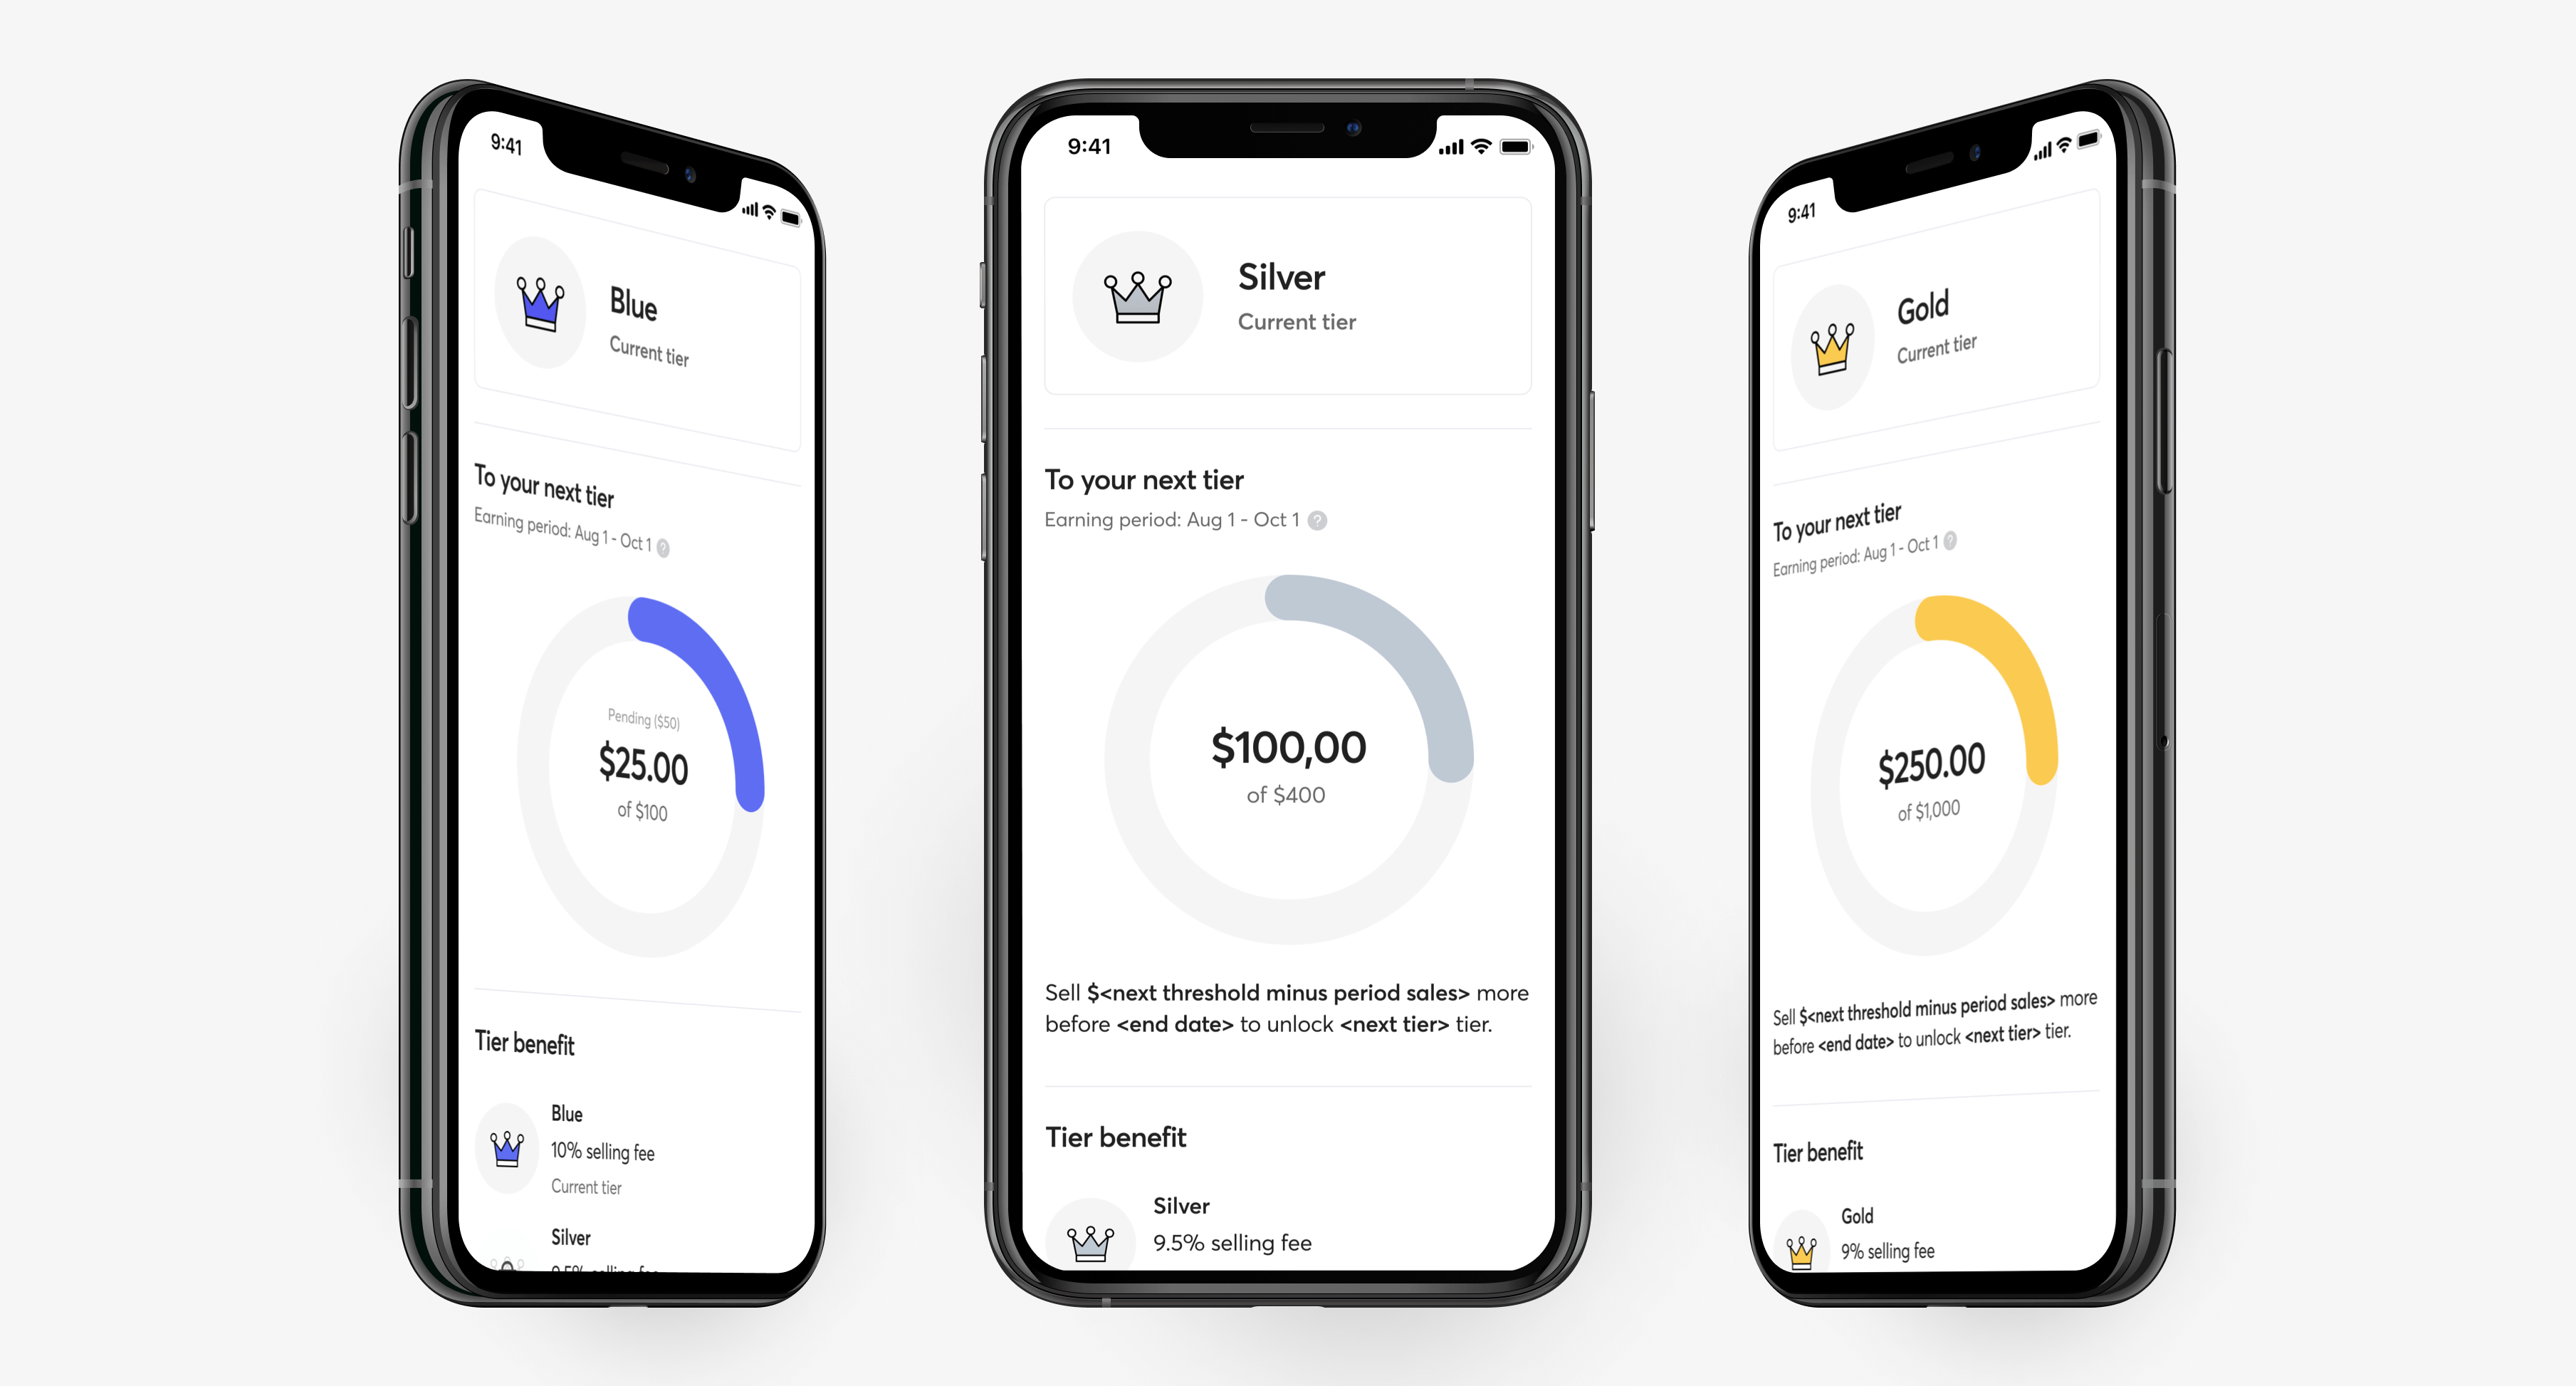 9:41
Blue
Current tier
To your next tier
Earning period: Aug 1 - Oct 1 ?
Pending ($50)
$25.00
of $100
Tier benefit
Blue
10% selling fee
Current tier
Silver
9.5% selling fee
9:41
Silver
Current tier
To your next tier
Earning period: Aug 1 - Oct 1 ?
$100,00
of $400
Sell $<next threshold minus period sales> more
before <end date> to unlock <next tier> tier.
Tier benefit
Silver
9.5% selling fee
9:41
Gold
Current tier
To your next tier
Earning period: Aug 1 - Oct 1 ?
$250.00
of $1,000
Sell $<next threshold minus period sales> more
before <end date> to unlock <next tier> tier.
Tier benefit
Gold
9% selling fee